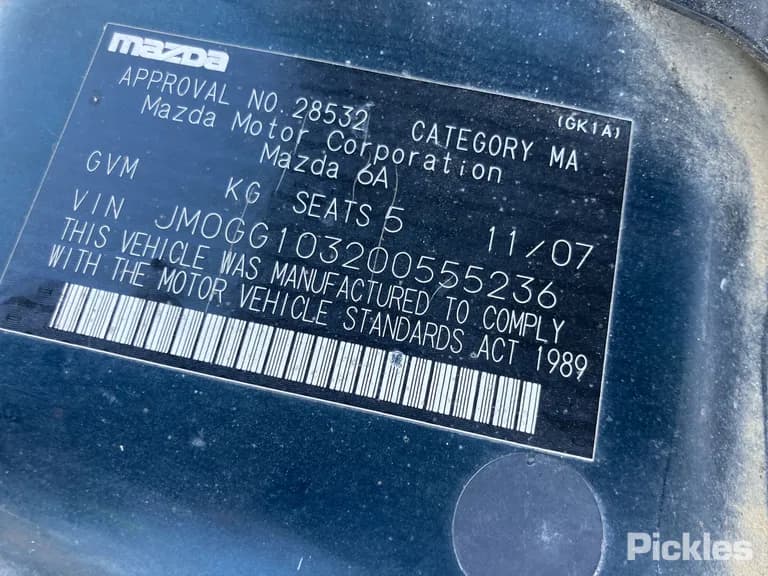 mazda
(GK1A)
APPROVAL NO. 28532 CATEGORY MA
Mazda Motor Corporation
Mazda 6A
GVM KG SEATS 5 11/07
VIN JM0GG103200555236
THIS VEHICLE WAS MANUFACTURED TO COMPLY
WITH THE MOTOR VEHICLE STANDARDS ACT 1989
Pickles